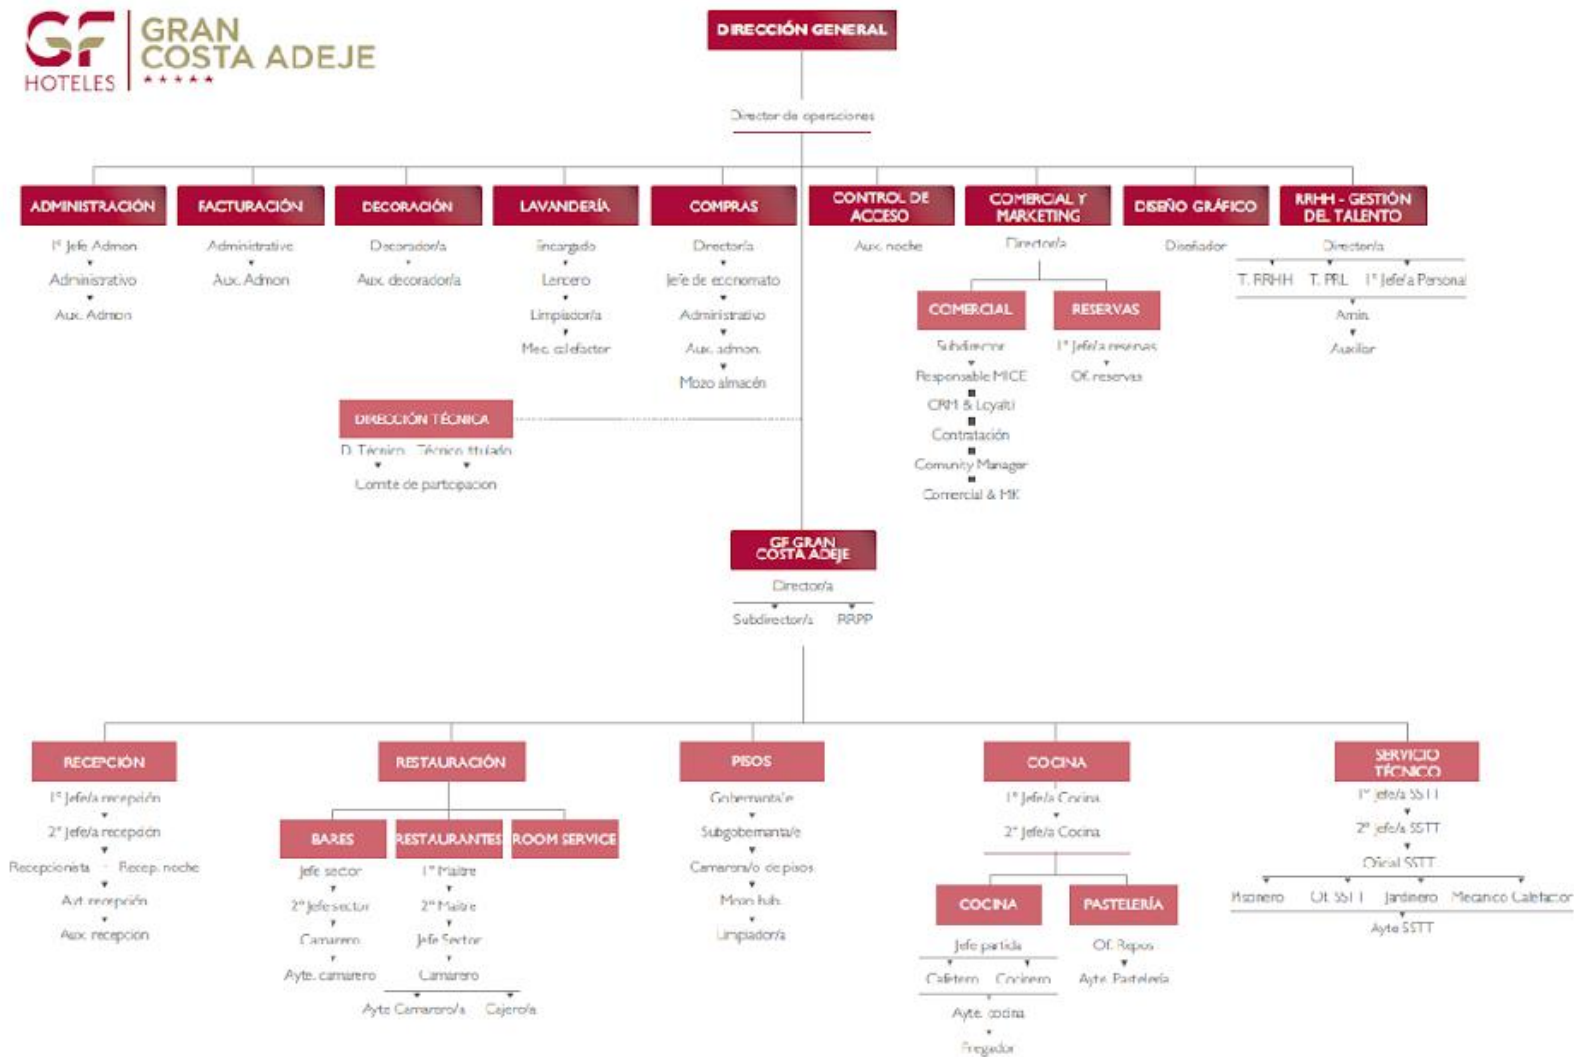 GF HOTELES
GRAN COSTA ADEJE
★★★★★
DIRECCIÓN GENERAL
Director de operaciones
ADMINISTRACIÓN
1º Jefe Admon
Administrativo
Aux. Admon
FACTURACIÓN
Administrativo
Aux. Admon
DECORACIÓN
Decorador/a
Aux. decorador/a
LAVANDERÍA
Encargado
Lencero
Limpiador/a
Mec. calefactor
COMPRAS
Director/a
Jefe de economato
Administrativo
Aux. admon.
Mozo almacén
CONTROL DE
ACCESO
Aux. noche
COMERCIAL Y
MARKETING
Director/a
COMERCIAL
Subdirector
Responsable MICE
CRM & Loyalti
Contratación
Comunity Manager
Comercial & MK
RESERVAS
1º Jefe/a reservas
Of. reservas
DISEÑO GRÁFICO
Diseñador
RRHH - GESTIÓN
DEL TALENTO
Director/a
T. RRHH T. PRL 1º Jefe/a Personal
Amin.
Auxiliar
DIRECCIÓN TÉCNICA
D. Técnico Técnico titulado
Comite de participacion
GF GRAN
COSTA ADEJE
Director/a
Subdirector/a RRPP
RECEPCIÓN
1º Jefe/a recepción
2º Jefe/a recepción
Recepcionista - Recep. noche
Ayt. recepción
Aux. recepción
RESTAURACIÓN
BARES
Jefe sector
2º Jefe sector
Camarero
Ayte. camarero
RESTAURANTES
1º Maitre
2º Maitre
Jefe Sector
Camarero
Ayte Camarero/a Cajero/a
ROOM SERVICE
PISOS
Gobernanta/e
Subgobernanta/e
Camarera/o de pisos
Mozo hab.
Limpiador/a
COCINA
1º Jefe/a Cocina
2º Jefe/a Cocina
COCINA
Jefe partida
Cafetero Cocinero
Ayte. cocina
Fregador
PASTELERÍA
Of. Repos
Ayte. Pastelería
SERVICIO
TÉCNICO
1º Jefe/a SSTT
2º Jefe/a SSTT
Oficial SSTT
Piscinero Of. SSTT Jardinero Mecanico Calefactor
Ayte SSTT